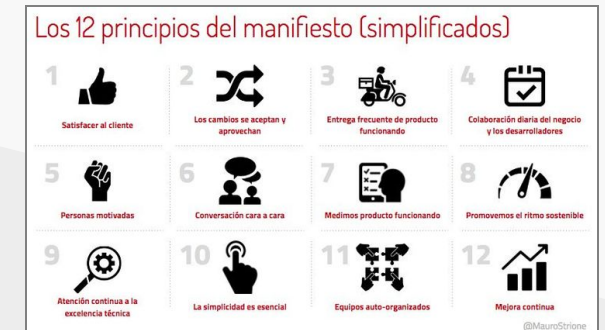 Los 12 principios del manifiesto (simplificados)
1
Satisfacer al cliente
2
Los cambios se aceptan y
aprovechan
3
Entrega frecuente de producto
funcionando
4
Colaboración diaria del negocio
y los desarrolladores
5
Personas motivadas
6
Conversación cara a cara
7
Medimos producto funcionando
8
Promovemos el ritmo sostenible
9
Atención continua a la
excelencia técnica
10
La simplicidad es esencial
11
Equipos auto-organizados
12
Mejora continua
@MauroStrione